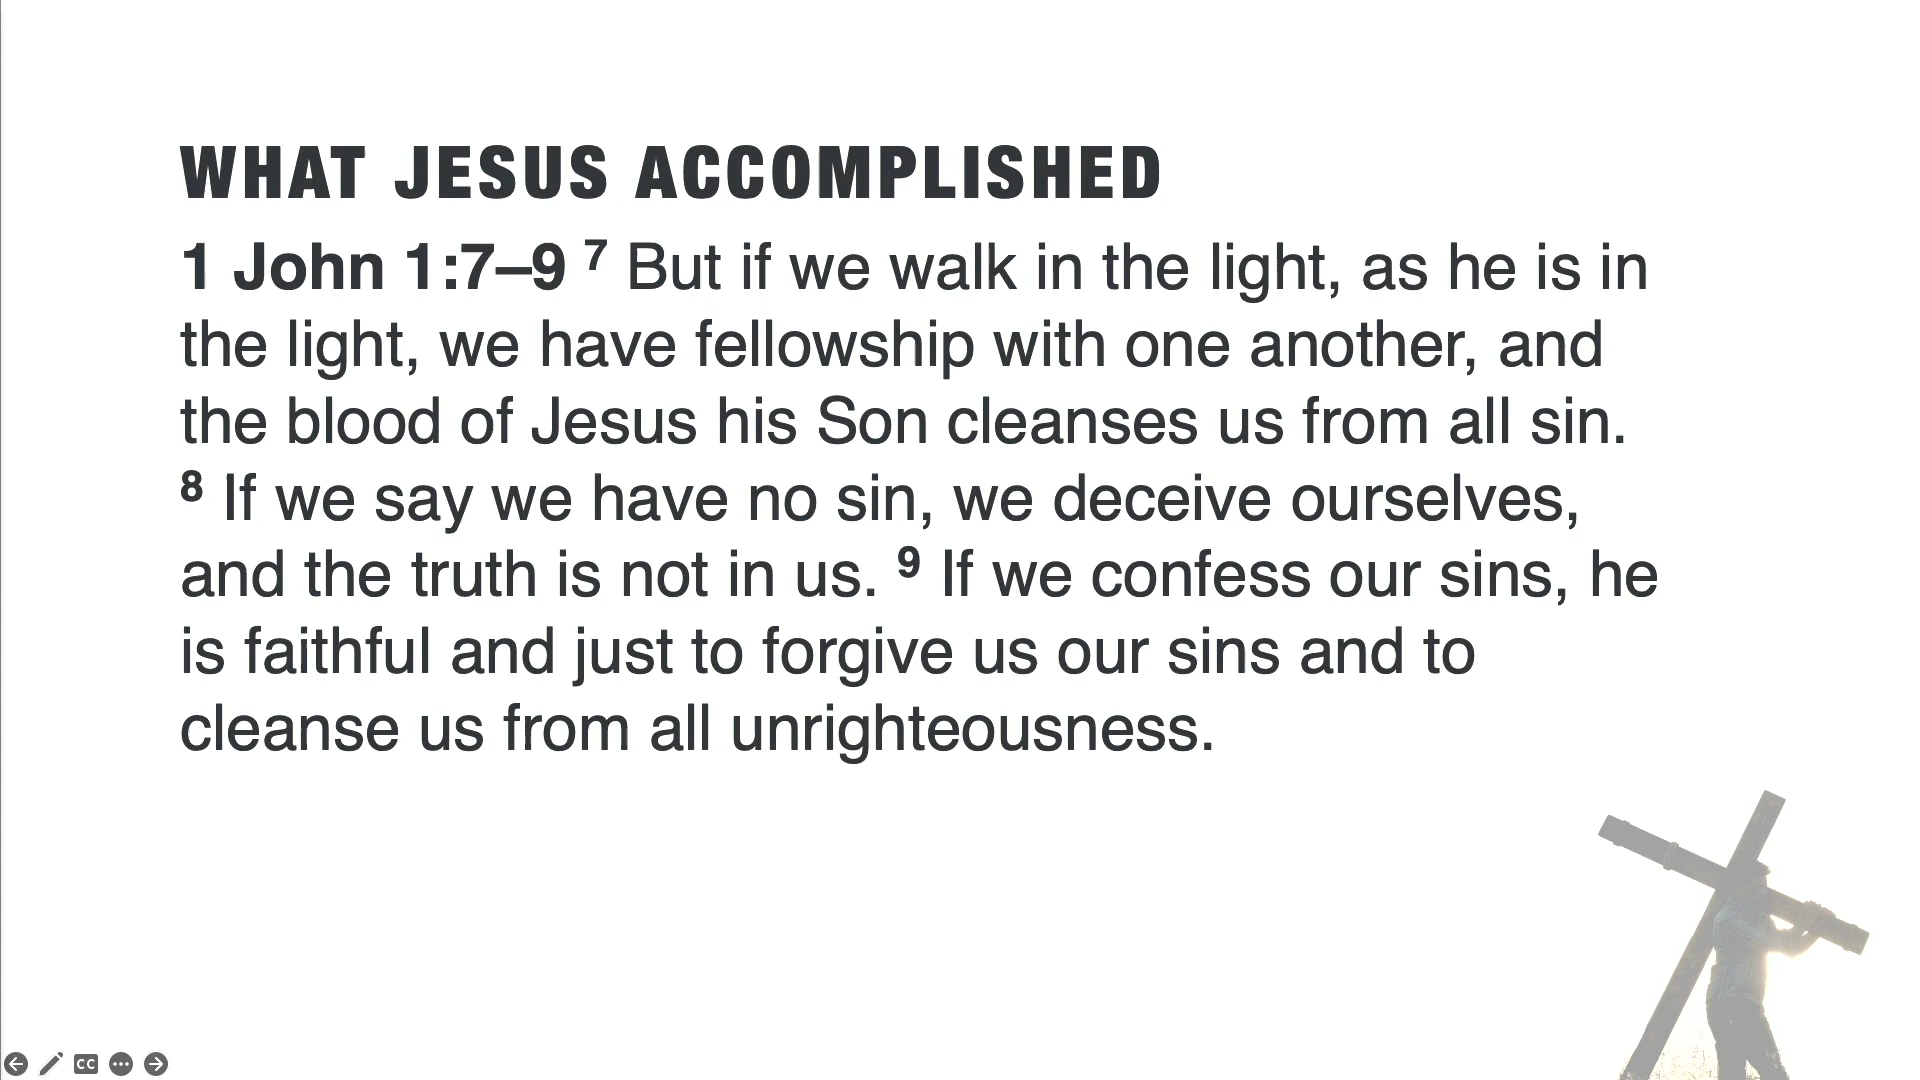 WHAT JESUS ACCOMPLISHED
1 John 1:7–9 ⁷ But if we walk in the light, as he is in
the light, we have fellowship with one another, and
the blood of Jesus his Son cleanses us from all sin.
⁸ If we say we have no sin, we deceive ourselves,
and the truth is not in us. ⁹ If we confess our sins, he
is faithful and just to forgive us our sins and to
cleanse us from all unrighteousness.
CC